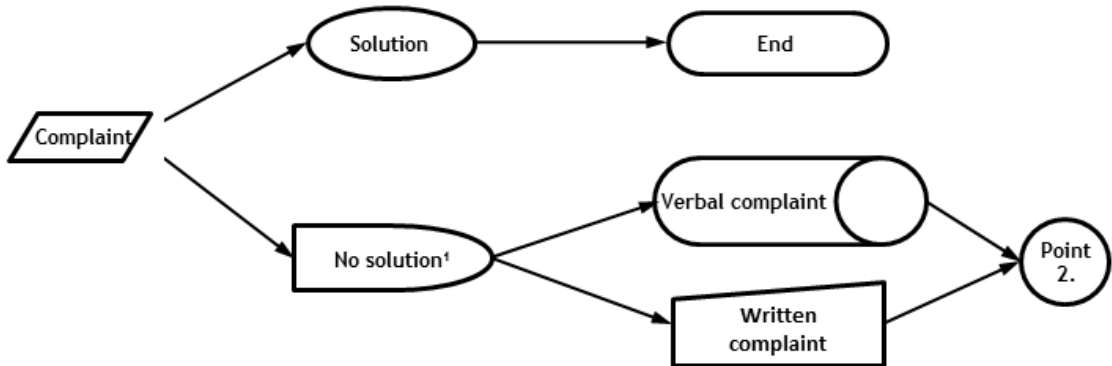 Solution
End
Complaint
Verbal complaint
No solution¹
Point
2.
Written
complaint